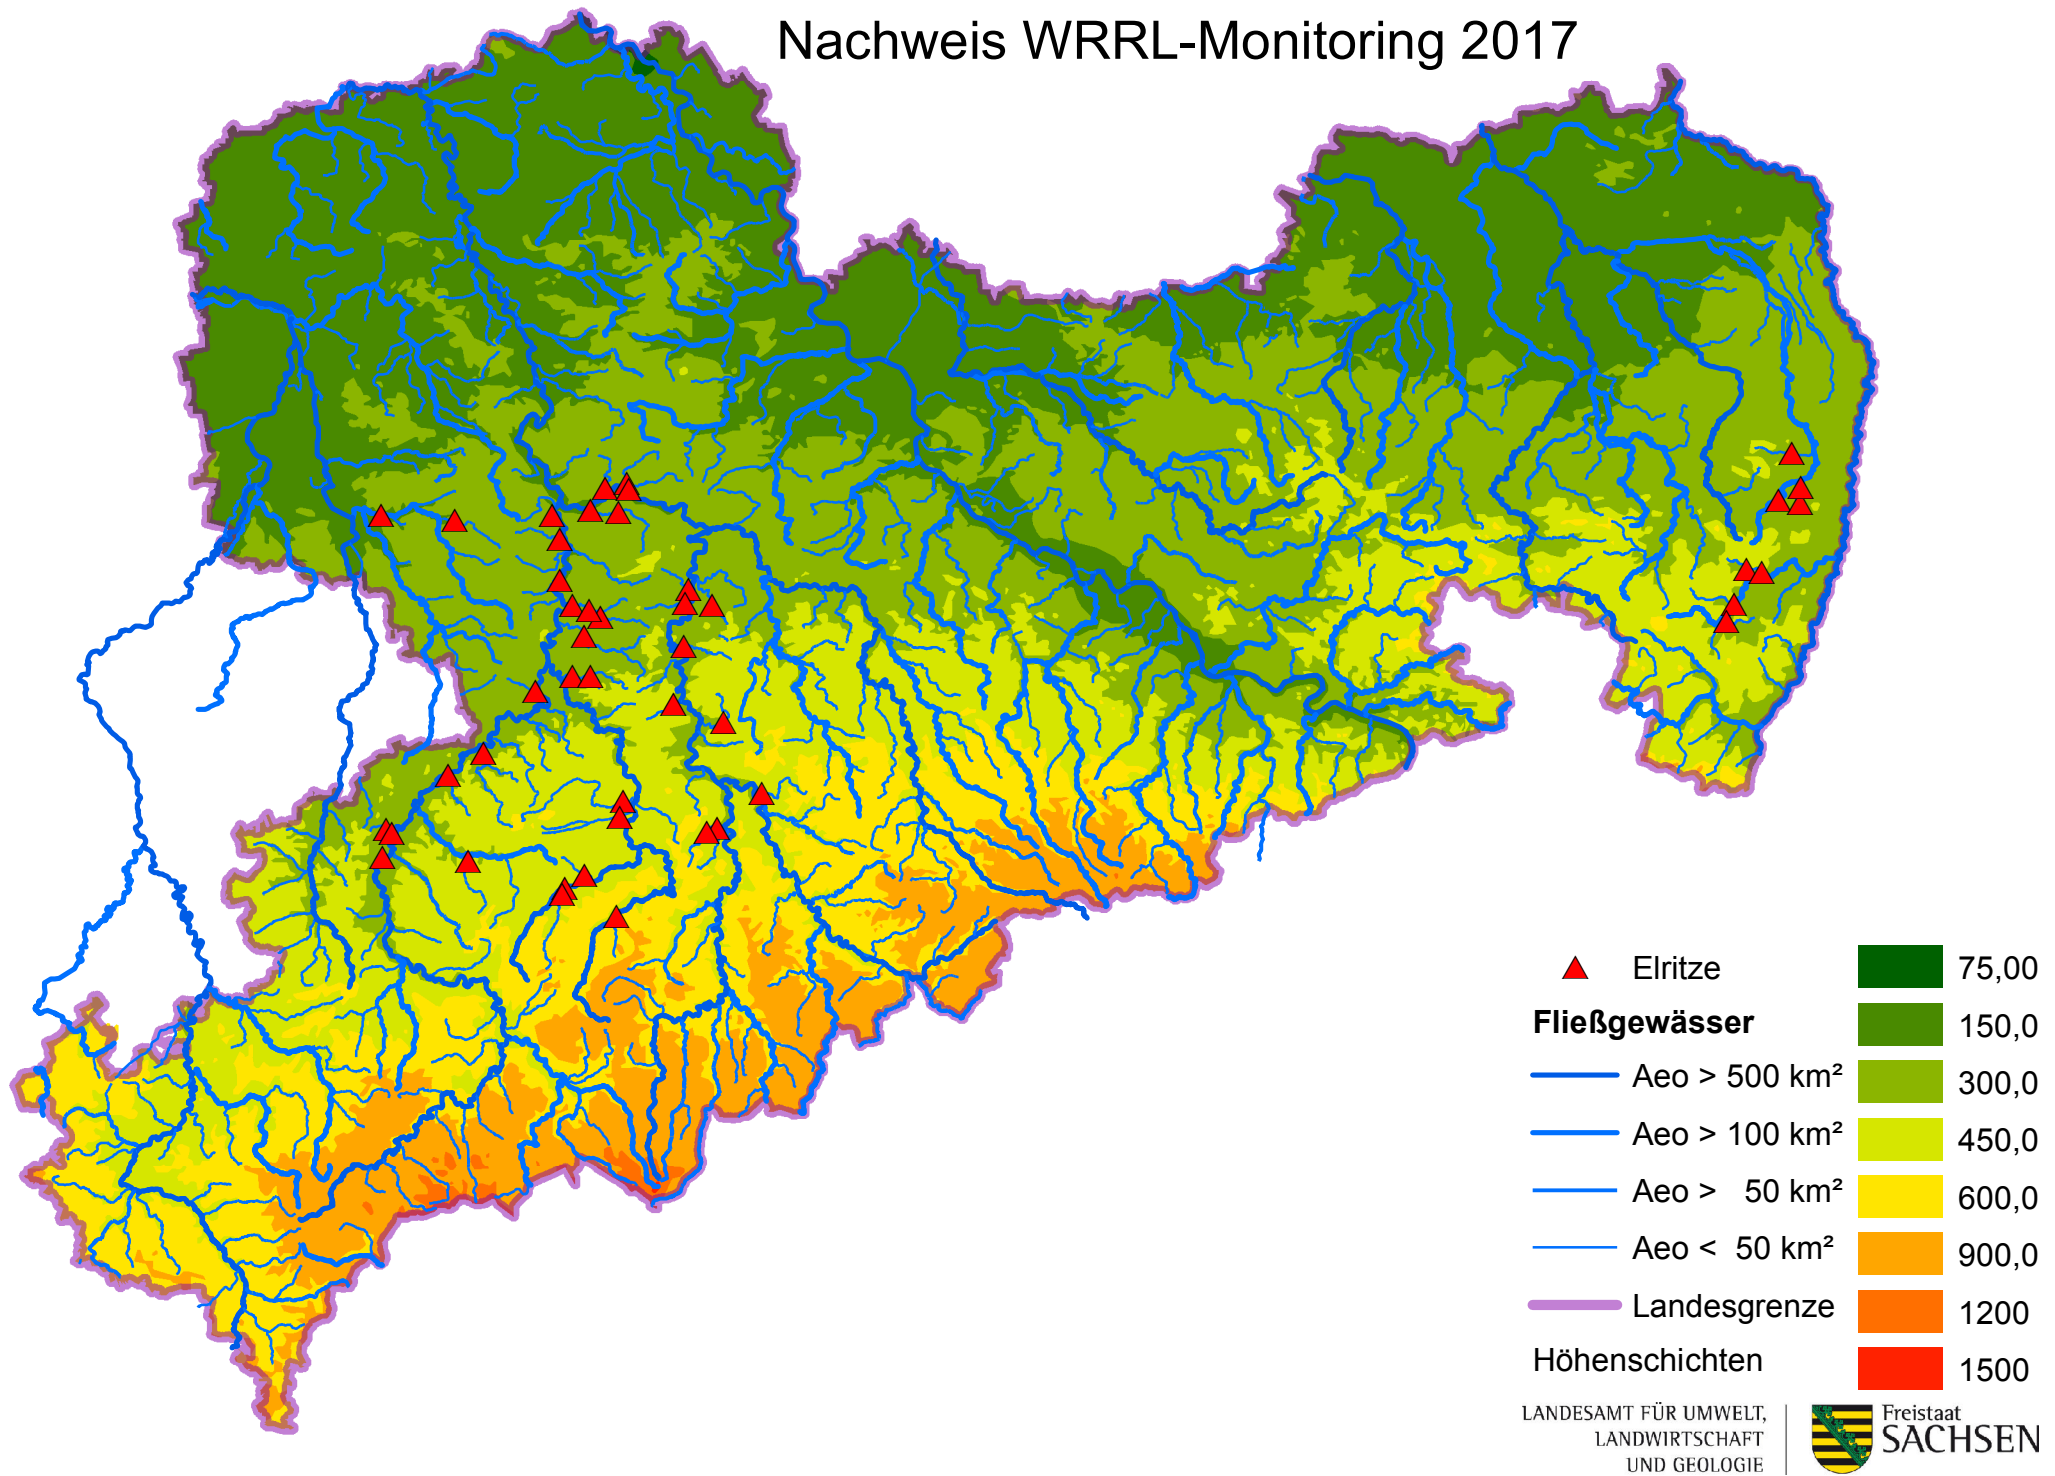 Nachweis WRRL-Monitoring 2017
Elritze
Fließgewässer
Aeo > 500 km²
Aeo > 100 km²
Aeo > 50 km²
Aeo < 50 km²
Landesgrenze
Höhenschichten
75,00
150,0
300,0
450,0
600,0
900,0
1200
1500
LANDESAMT FÜR UMWELT,
LANDWIRTSCHAFT
UND GEOLOGIE
Freistaat
SACHSEN